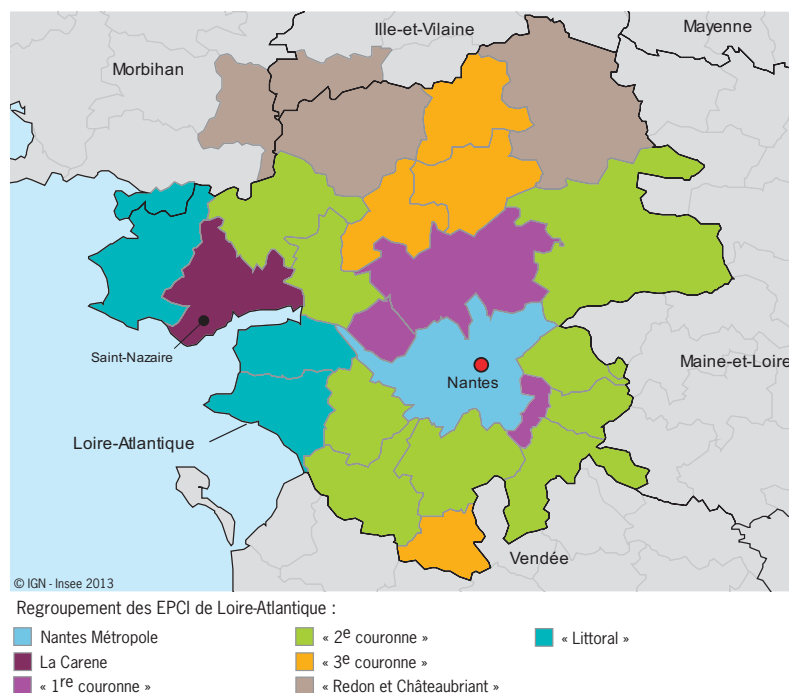 Ille-et-Vilaine
Mayenne
Morbihan
Saint-Nazaire
Nantes
Maine-et-Loire
Loire-Atlantique
Vendée
© IGN - Insee 2013
Regroupement des EPCI de Loire-Atlantique :
Nantes Métropole
La Carene
« 1re couronne »
« 2e couronne »
« 3e couronne »
« Redon et Châteaubriant »
« Littoral »